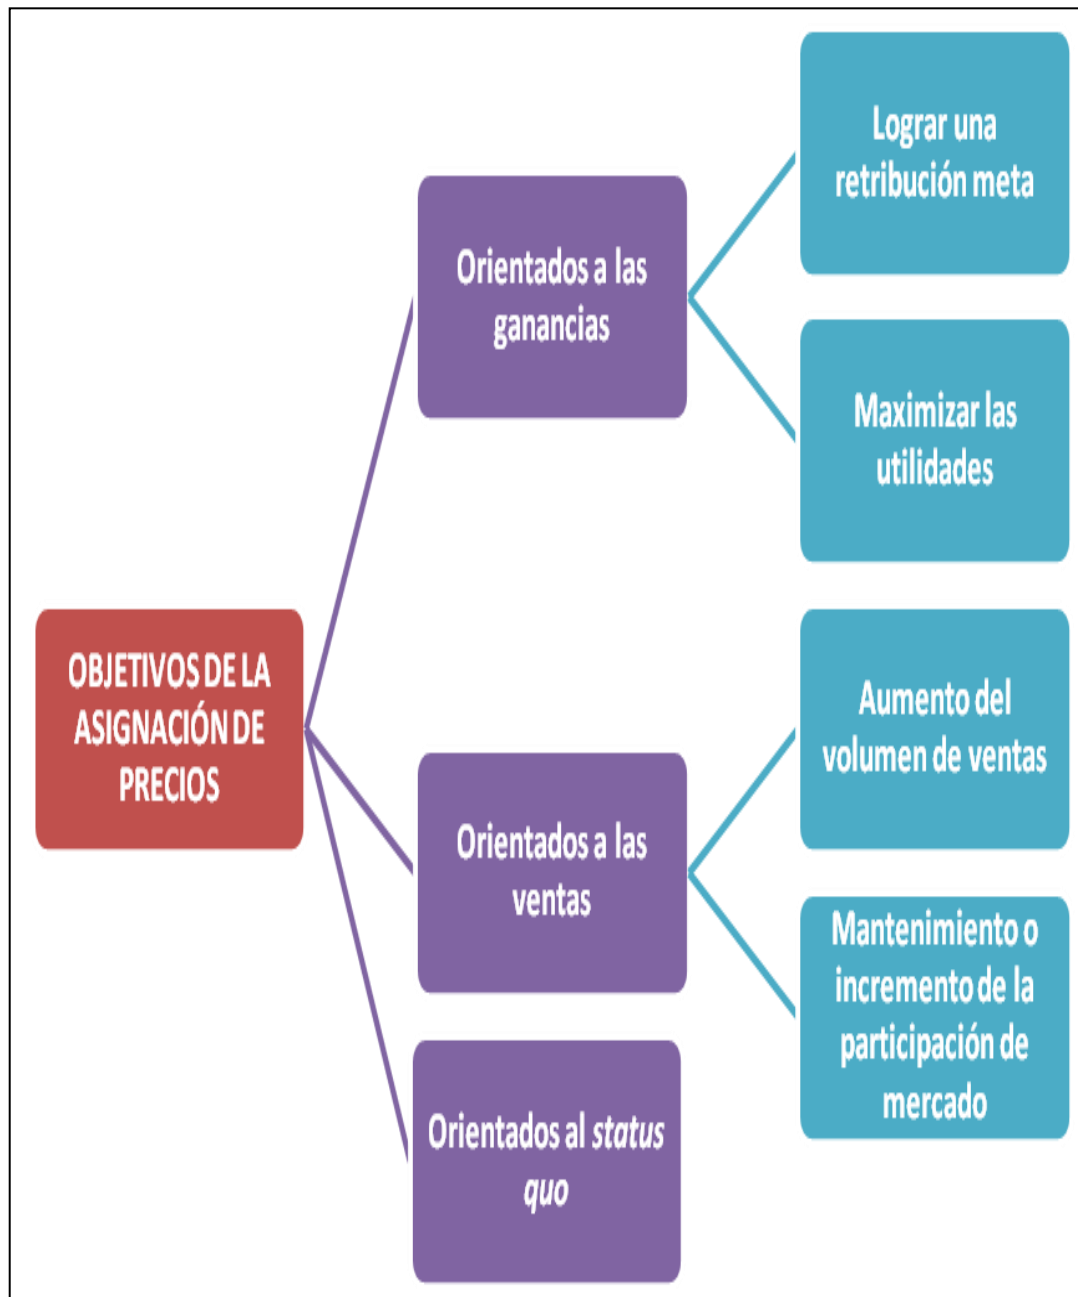 OBJETIVOS DE LA
ASIGNACIÓN DE
PRECIOS
Orientados a las
ganancias
Lograr una
retribución meta
Maximizar las
utilidades
Orientados a las
ventas
Aumento del
volumen de ventas
Mantenimiento o
incremento de la
participación de
mercado
Orientados al status
quo